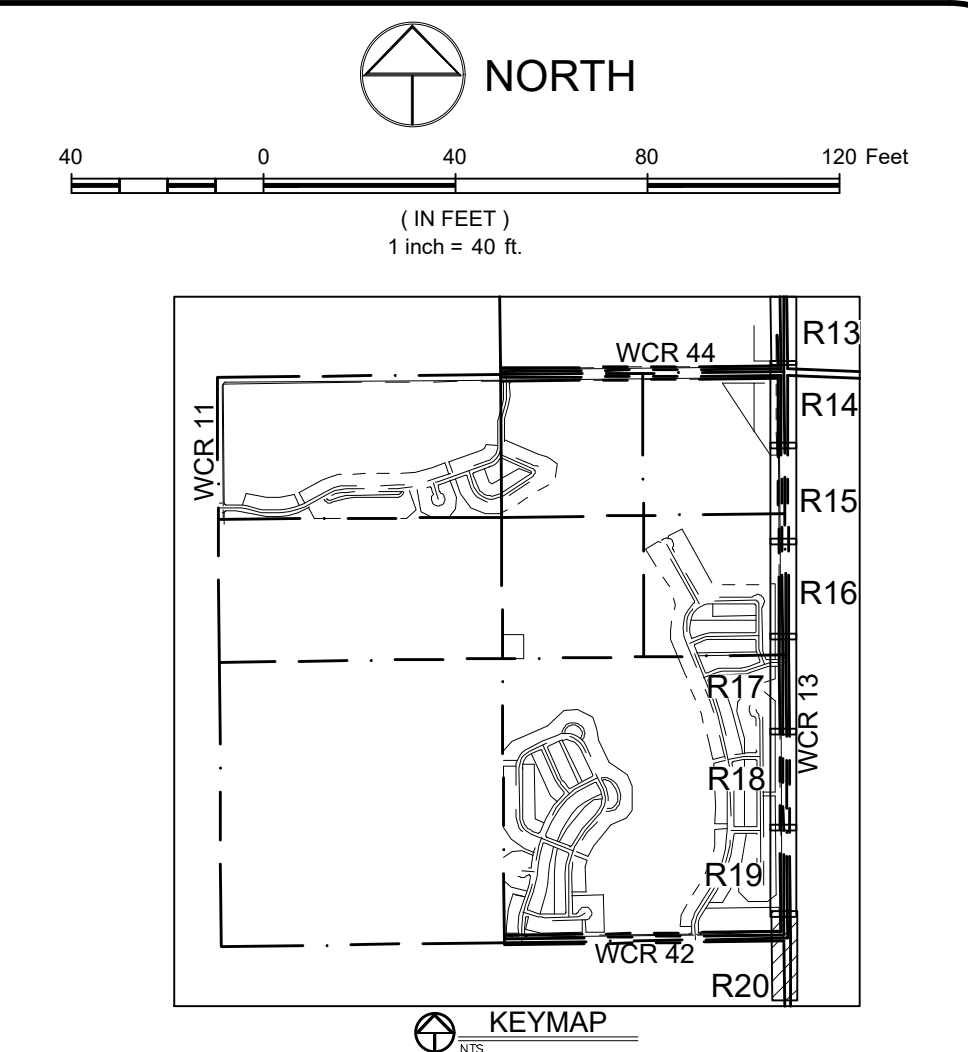 NORTH
40 0 40 80 120 Feet
( IN FEET )
1 inch = 40 ft.
R13
WCR 44
R14
WCR 11
R15
R16
R17
WCR 13
R18
R19
WCR 42
R20
KEYMAP
NTS